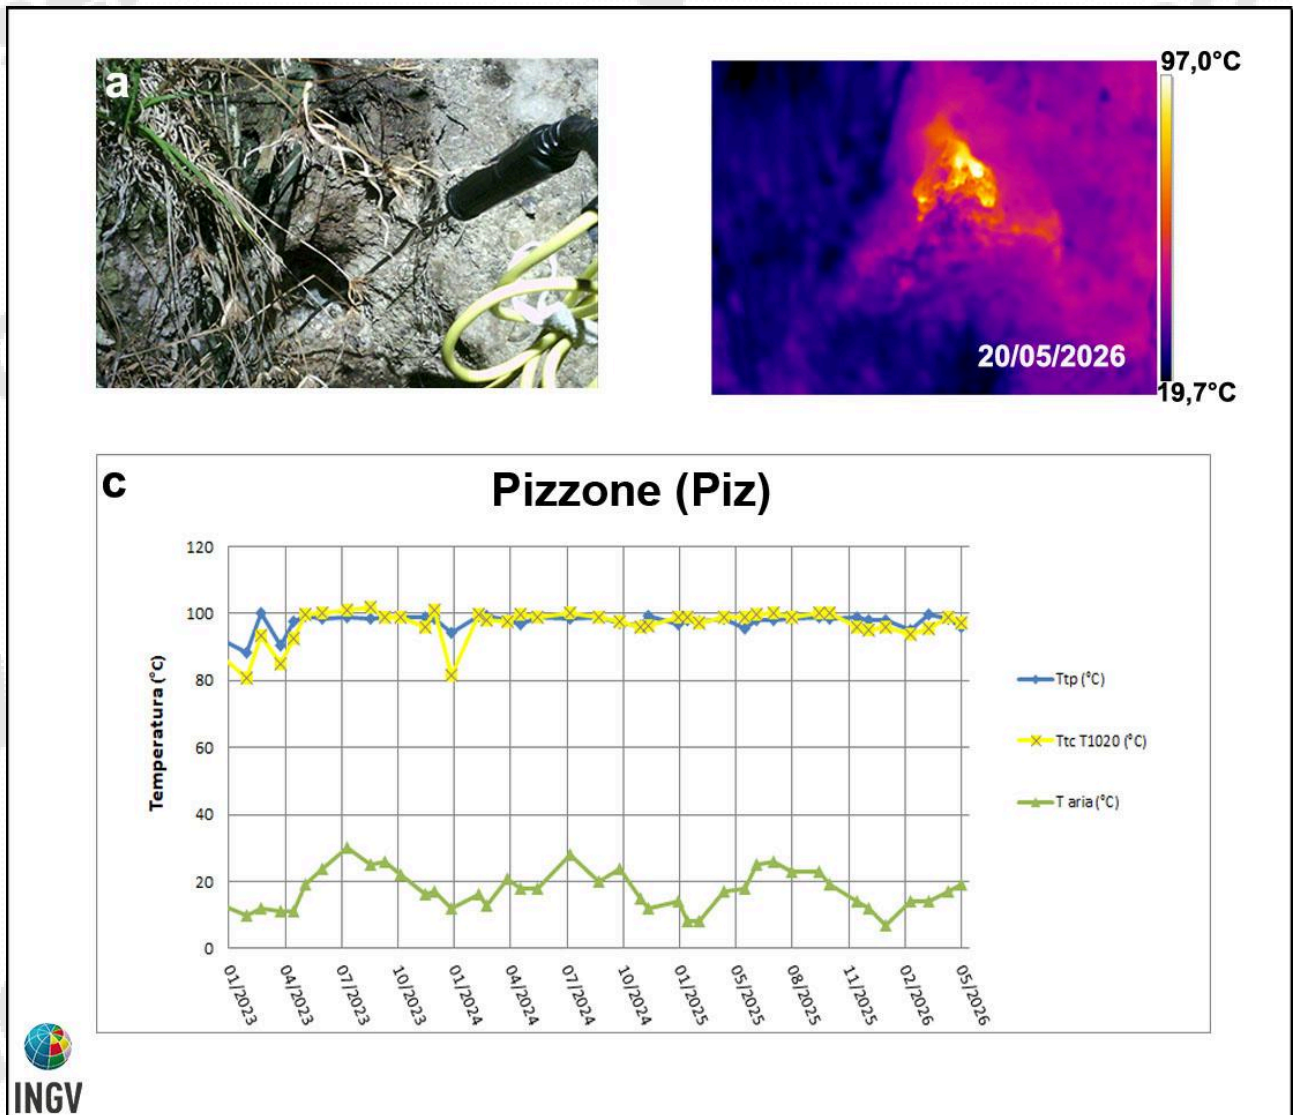 a
97,0°C
20/05/2026
19,7°C
c
Pizzone (Piz)
120
100
80
60
40
20
0
Temperatura (°C)
Ttp (°C)
Ttc T1020 (°C)
T aria (°C)
01/2023
04/2023
07/2023
10/2023
01/2024
04/2024
07/2024
10/2024
01/2025
05/2025
08/2025
11/2025
02/2026
05/2026
INGV